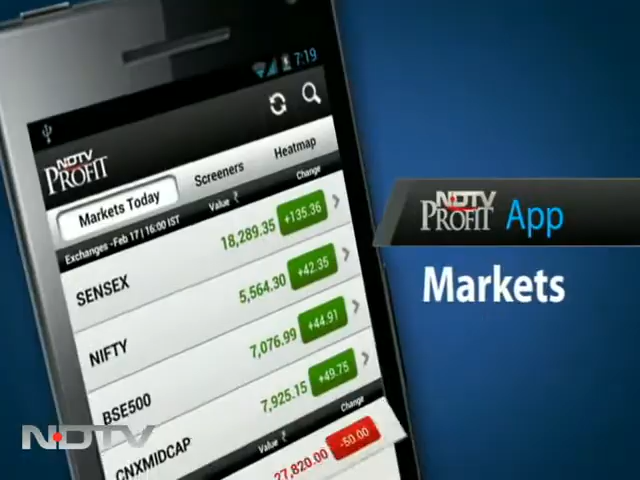 7:19
NDTV
PROFIT
Markets Today
Screeners
Heatmap
Exchanges -Feb 17 | 16:00 IST
Value ₹
Change
SENSEX
18,289.35
+135.36
NIFTY
5,564.30
+42.35
BSE500
7,076.99
+44.91
CNXMIDCAP
7,925.15
+49.75
Value ₹
Change
27,820.00
-50.00
NDTV
PROFIT App
Markets
NDTV